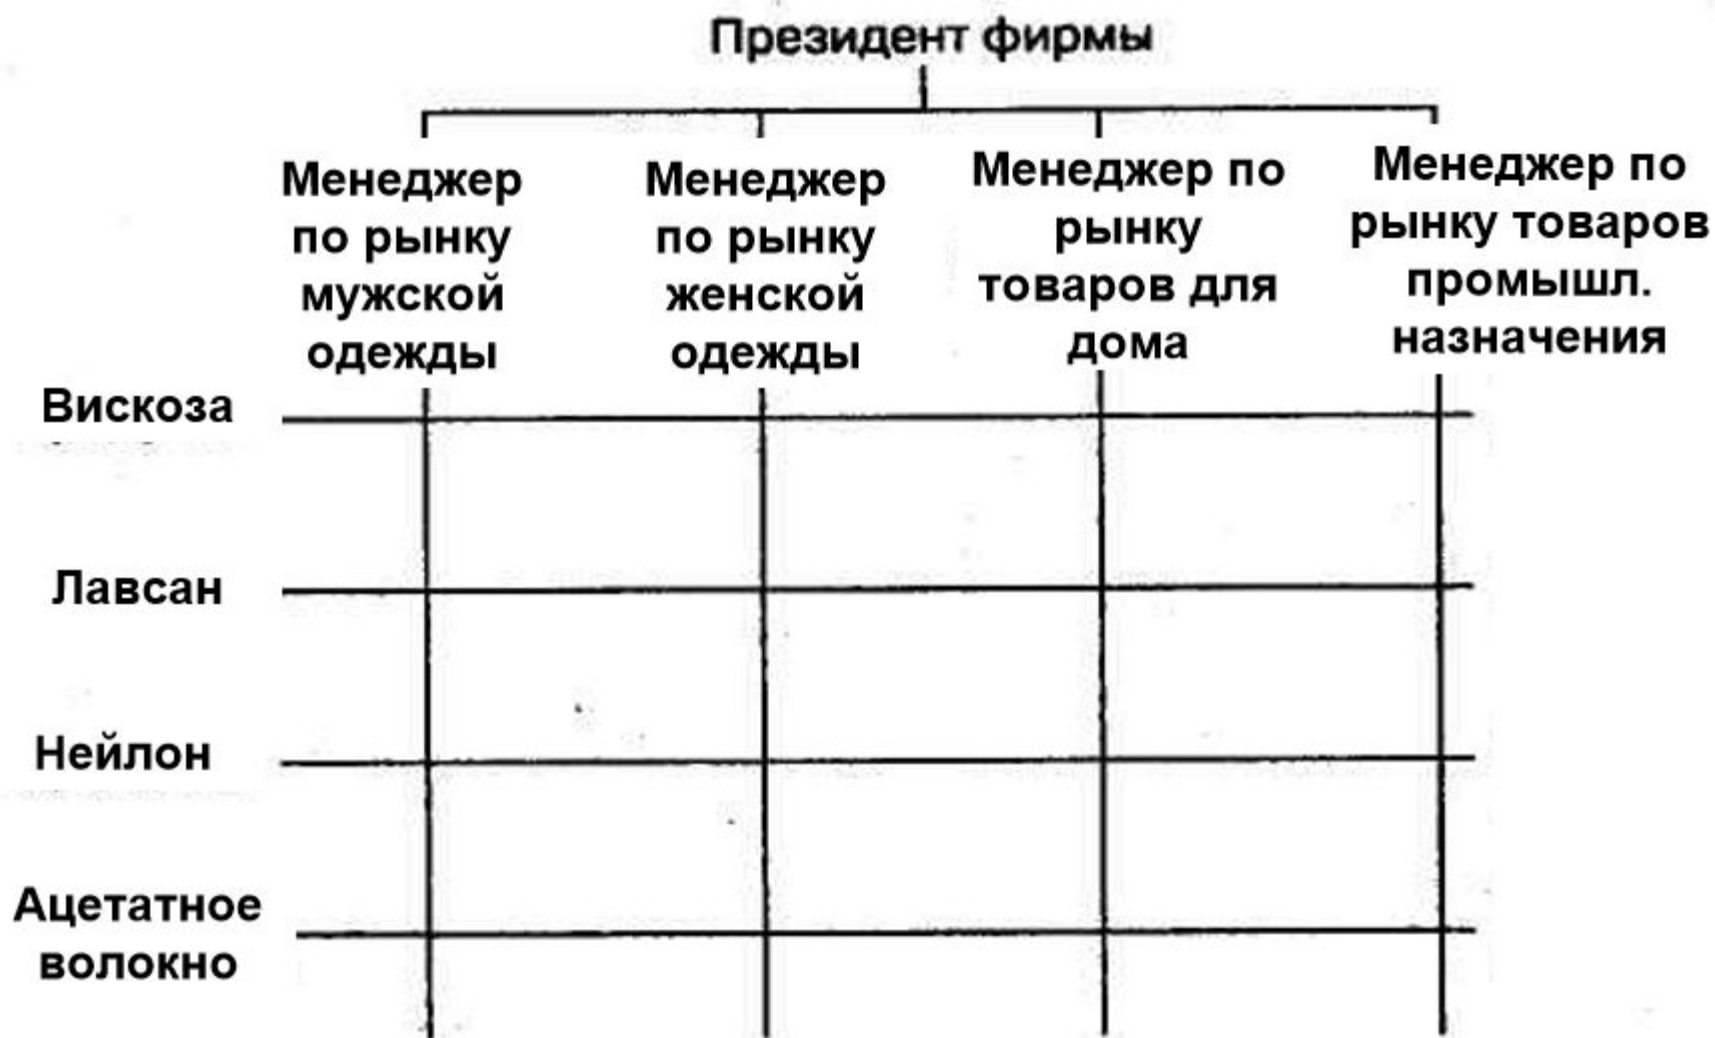 Президент фирмы
Менеджер
по рынку
мужской
одежды
Менеджер
по рынку
женской
одежды
Менеджер по
рынку
товаров для
дома
Менеджер по
рынку товаров
промышл.
назначения
Вискоза
Лавсан
Нейлон
Ацетатное
волокно